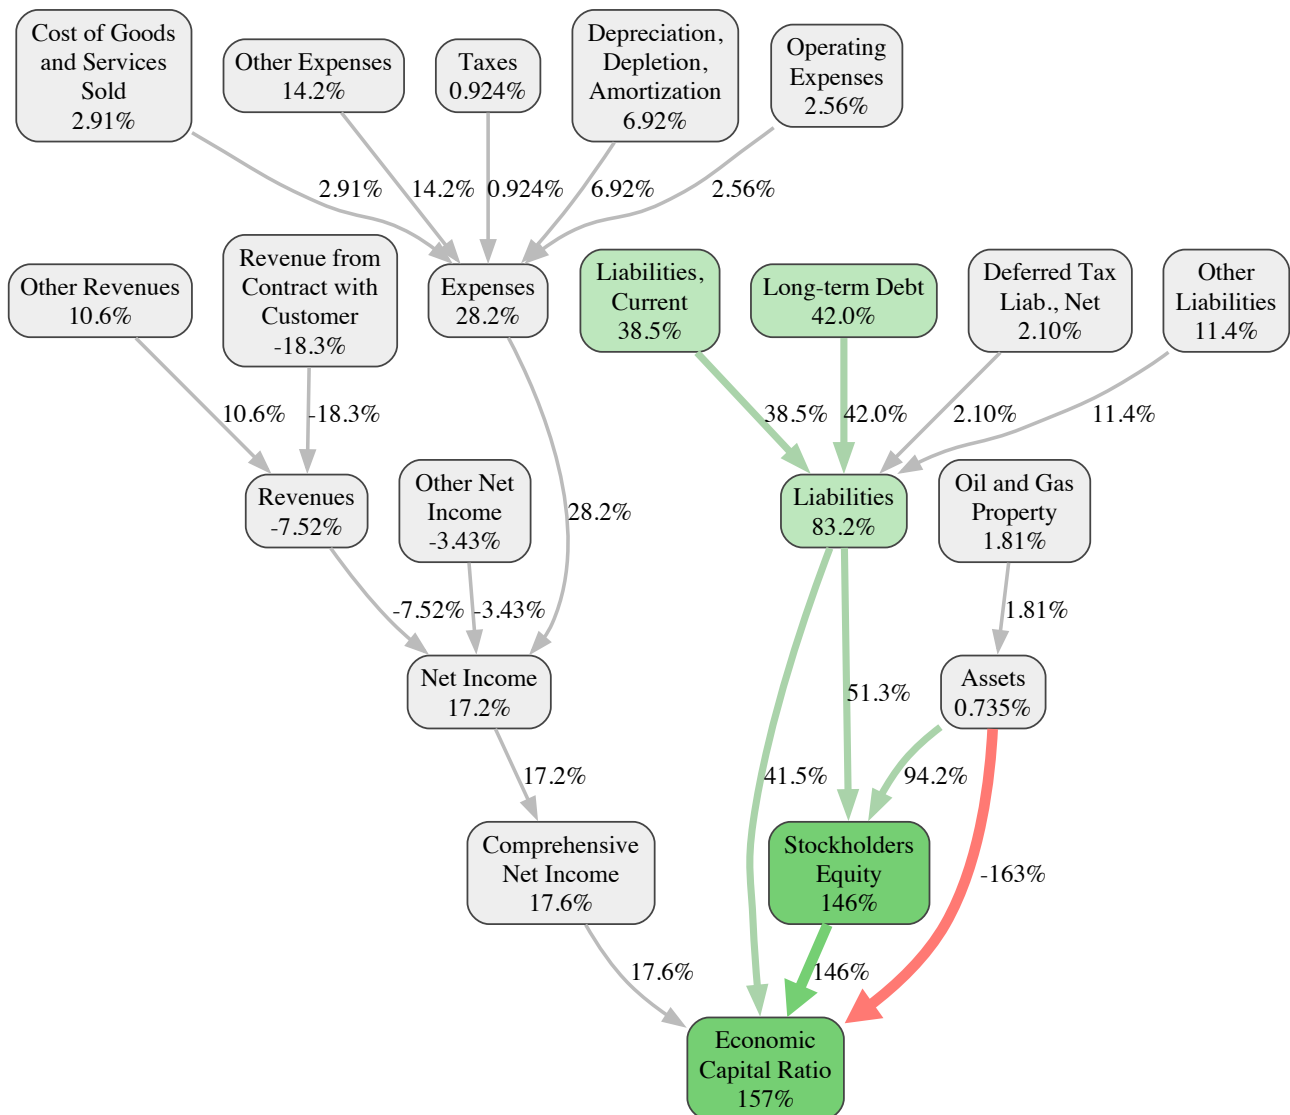 Cost of Goods
and Services
Sold
2.91%
Other Expenses
14.2%
Taxes
0.924%
Depreciation,
Depletion,
Amortization
6.92%
Operating
Expenses
2.56%
2.91%
14.2%
0.924%
6.92%
2.56%
Other Revenues
10.6%
Revenue from
Contract with
Customer
-18.3%
Expenses
28.2%
Liabilities,
Current
38.5%
Long-term Debt
42.0%
Deferred Tax
Liab., Net
2.10%
Other
Liabilities
11.4%
10.6%
-18.3%
38.5%
42.0%
2.10%
11.4%
Revenues
-7.52%
Other Net
Income
-3.43%
28.2%
Liabilities
83.2%
Oil and Gas
Property
1.81%
-7.52%
-3.43%
1.81%
Net Income
17.2%
51.3%
Assets
0.735%
17.2%
41.5%
94.2%
Comprehensive
Net Income
17.6%
Stockholders
Equity
146%
-163%
17.6%
146%
Economic
Capital Ratio
157%